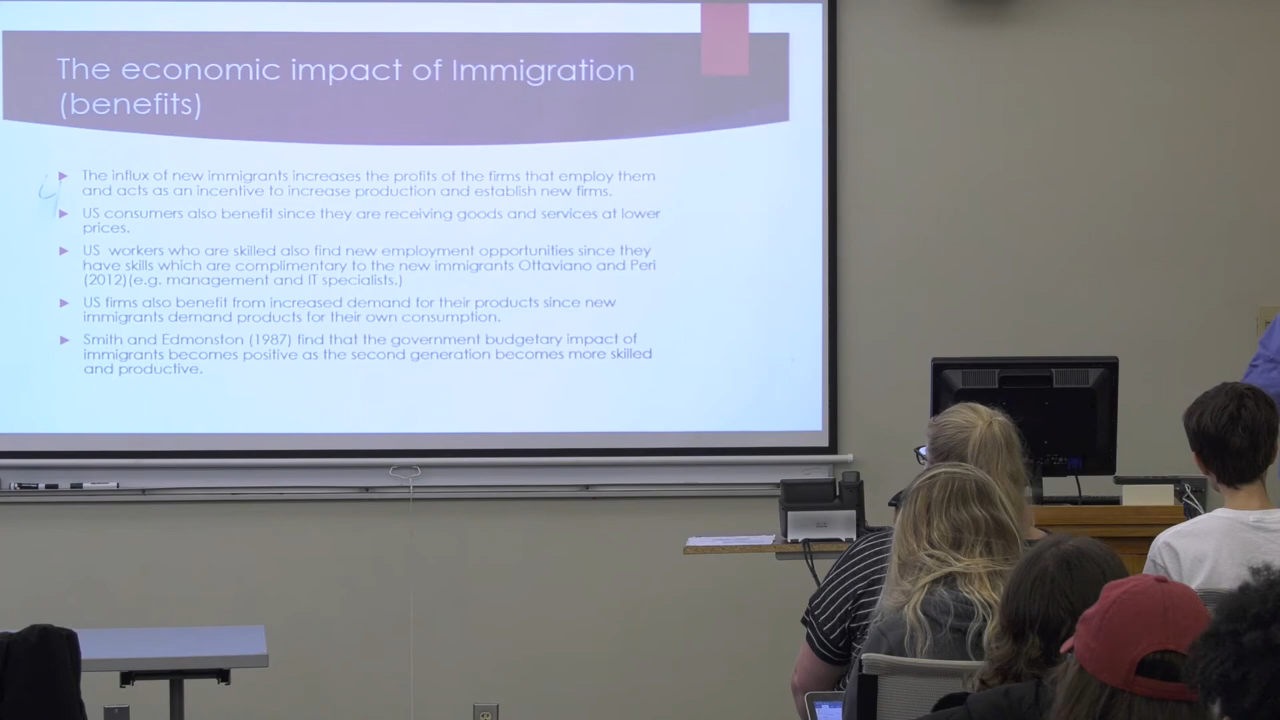 The economic impact of Immigration
(benefits)
The influx of new immigrants increases the profits of the firms that employ them
and acts as an incentive to increase production and establish new firms.
US consumers also benefit since they are receiving goods and services at lower
prices.
US workers who are skilled also find new employment opportunities since they
have skills which are complimentary to the new immigrants Ottaviano and Peri
(2012)(e.g. management and IT specialists.)
US firms also benefit from increased demand for their products since new
immigrants demand products for their own consumption.
Smith and Edmonston (1987) find that the government budgetary impact of
immigrants becomes positive as the second generation becomes more skilled
and productive.